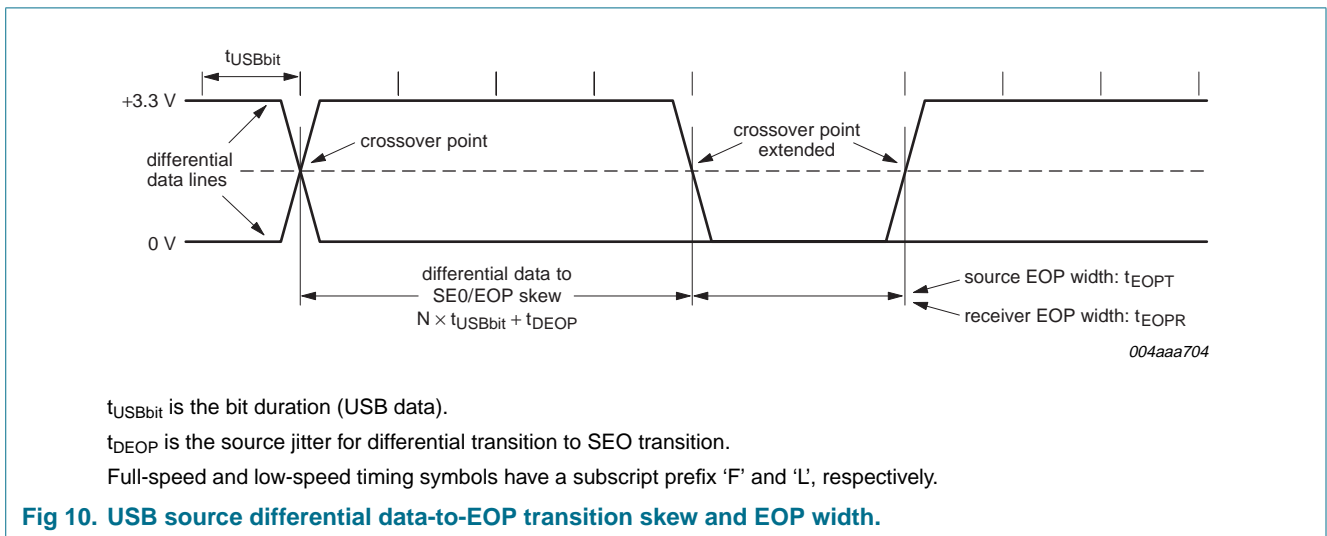 tUSBbit
+3.3 V
crossover point
crossover point
extended
differential
data lines
0 V
differential data to
SE0/EOP skew
N × tUSBbit + tDEOP
source EOP width: tEOPT
receiver EOP width: tEOPR
004aaa704
tUSBbit is the bit duration (USB data).
tDEOP is the source jitter for differential transition to SEO transition.
Full-speed and low-speed timing symbols have a subscript prefix ‘F’ and ‘L’, respectively.
Fig 10. USB source differential data-to-EOP transition skew and EOP width.